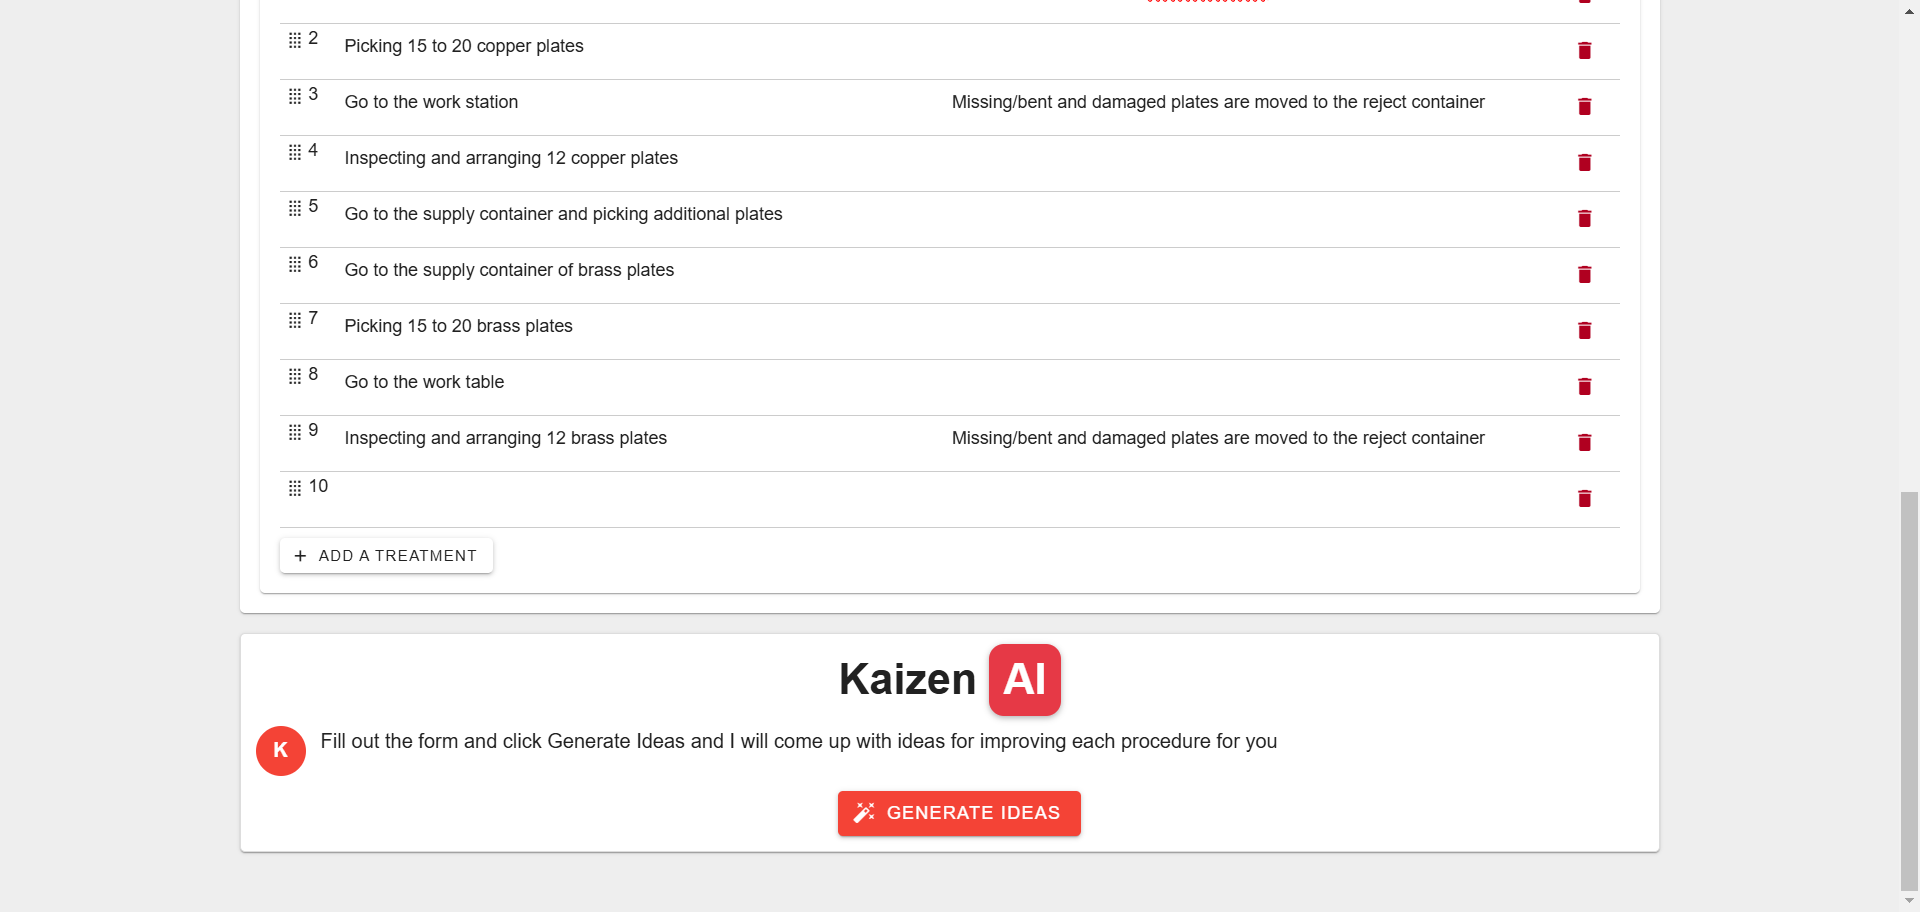 2 Picking 15 to 20 copper plates
3 Go to the work station Missing/bent and damaged plates are moved to the reject container
4 Inspecting and arranging 12 copper plates
5 Go to the supply container and picking additional plates
6 Go to the supply container of brass plates
7 Picking 15 to 20 brass plates
8 Go to the work table
9 Inspecting and arranging 12 brass plates Missing/bent and damaged plates are moved to the reject container
10
+ ADD A TREATMENT
Kaizen AI
K Fill out the form and click Generate Ideas and I will come up with ideas for improving each procedure for you
GENERATE IDEAS